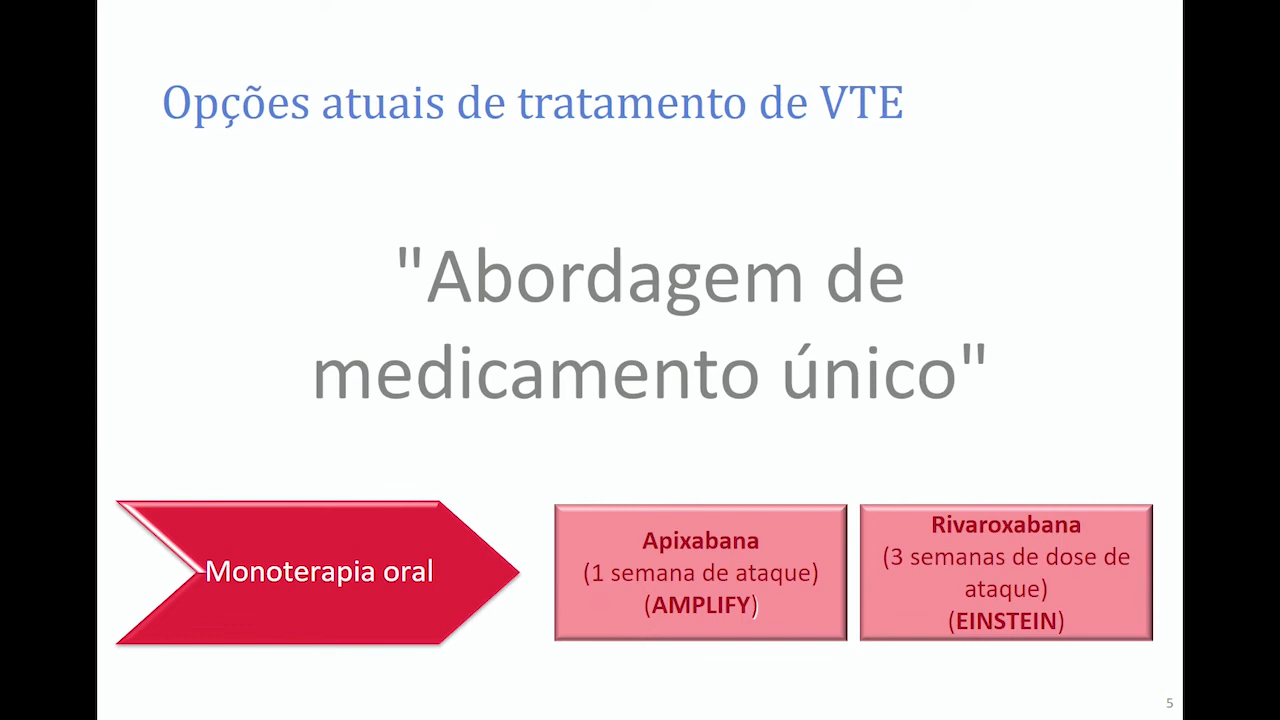 Opções atuais de tratamento de VTE
"Abordagem de
medicamento único"
Monoterapia oral
Apixabana
(1 semana de ataque)
(AMPLIFY)
Rivaroxabana
(3 semanas de dose de
ataque)
(EINSTEIN)
5